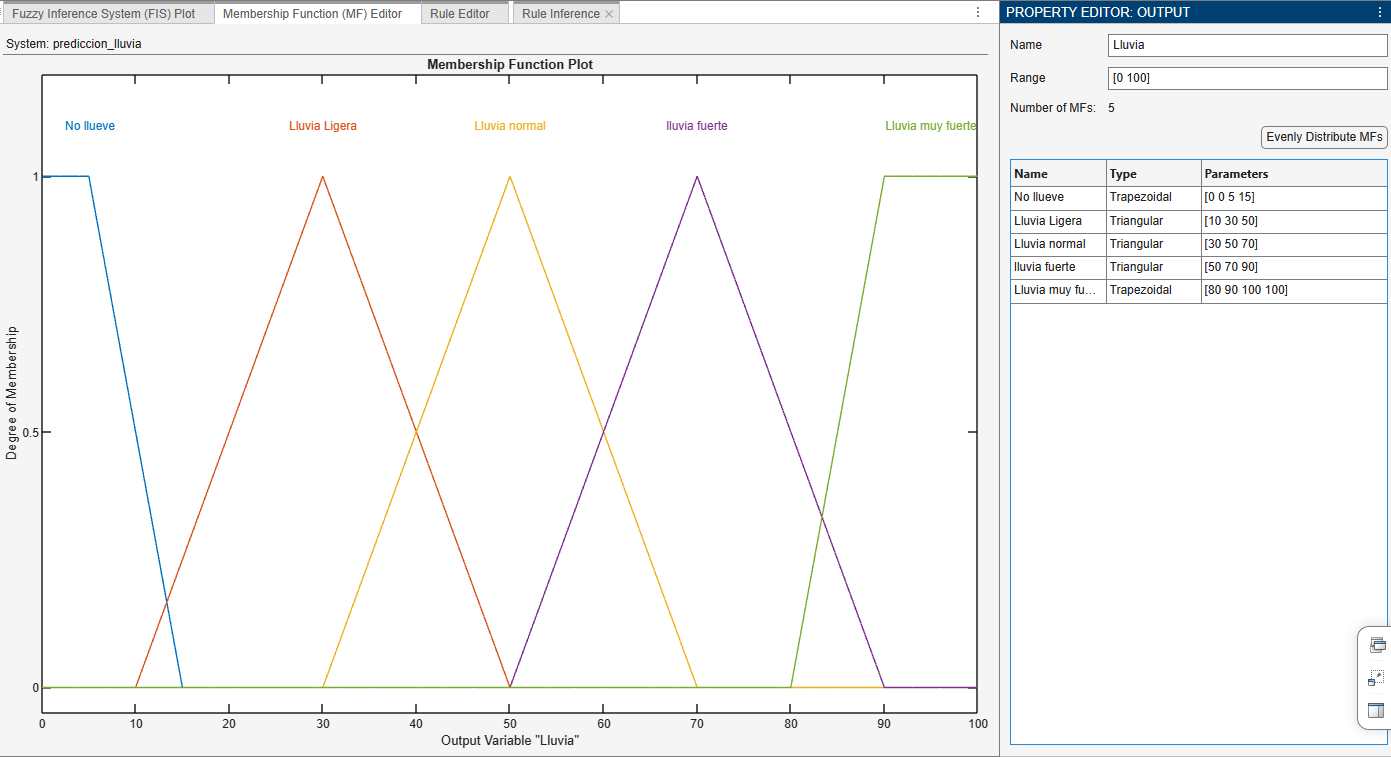 Fuzzy Inference System (FIS) Plot Membership Function (MF) Editor Rule Editor Rule Inference
System: prediccion_lluvia
Membership Function Plot
No llueve Lluvia Ligera Lluvia normal lluvia fuerte Lluvia muy fuerte
1
0.5
0
Degree of Membership
0 10 20 30 40 50 60 70 80 90 100
Output Variable "Lluvia"
PROPERTY EDITOR: OUTPUT
Name Lluvia
Range [0 100]
Number of MFs: 5
Evenly Distribute MFs
Name Type Parameters
No llueve Trapezoidal [0 0 5 15]
Lluvia Ligera Triangular [10 30 50]
Lluvia normal Triangular [30 50 70]
lluvia fuerte Triangular [50 70 90]
Lluvia muy fu... Trapezoidal [80 90 100 100]